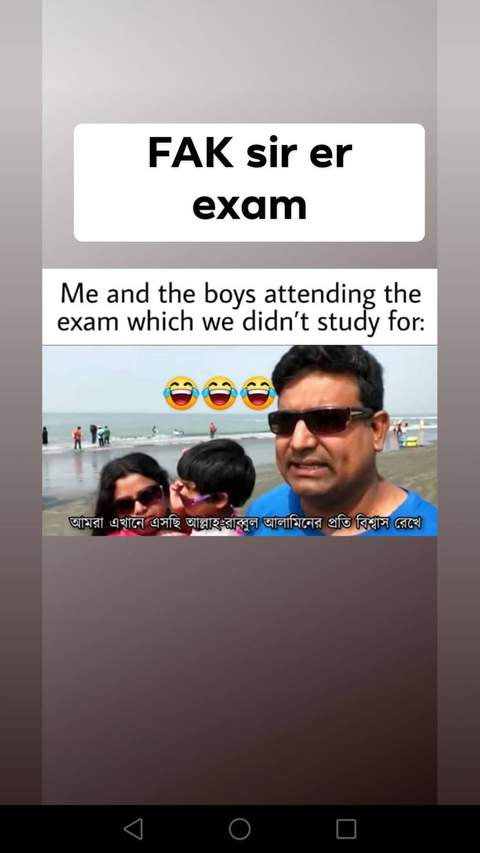 FAK sir er
exam
Me and the boys attending the
exam which we didn't study for:
😂😂😂
আমরা এখানে এসছি আল্লাহ-রাব্বুল আলামিনের প্রতি বিশ্বাস রেখে